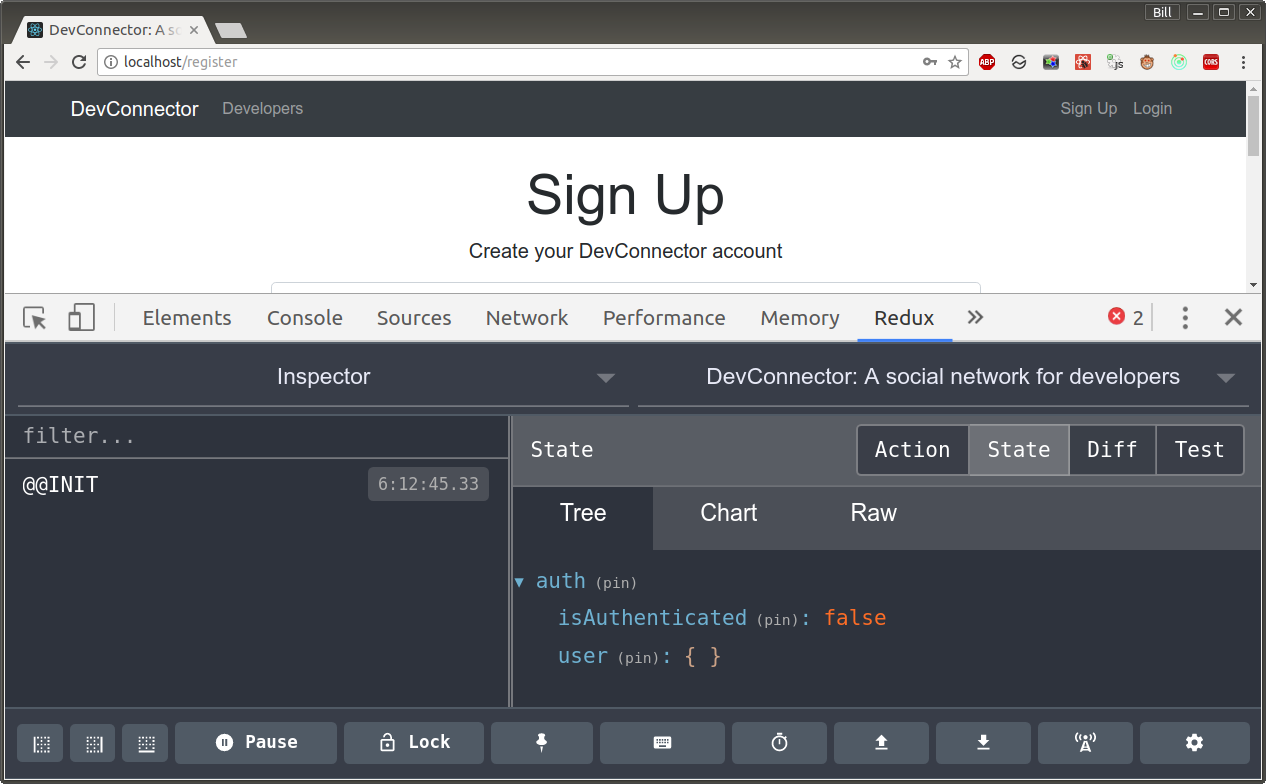 Bill
DevConnector: A so
localhost/register
ABP
js
CORS
DevConnector Developers Sign Up Login
Sign Up
Create your DevConnector account
Elements Console Sources Network Performance Memory Redux 2
Inspector DevConnector: A social network for developers
filter... State Action State Diff Test
@@INIT 6:12:45.33
Tree Chart Raw
auth (pin)
isAuthenticated (pin): false
user (pin): { }
Pause Lock